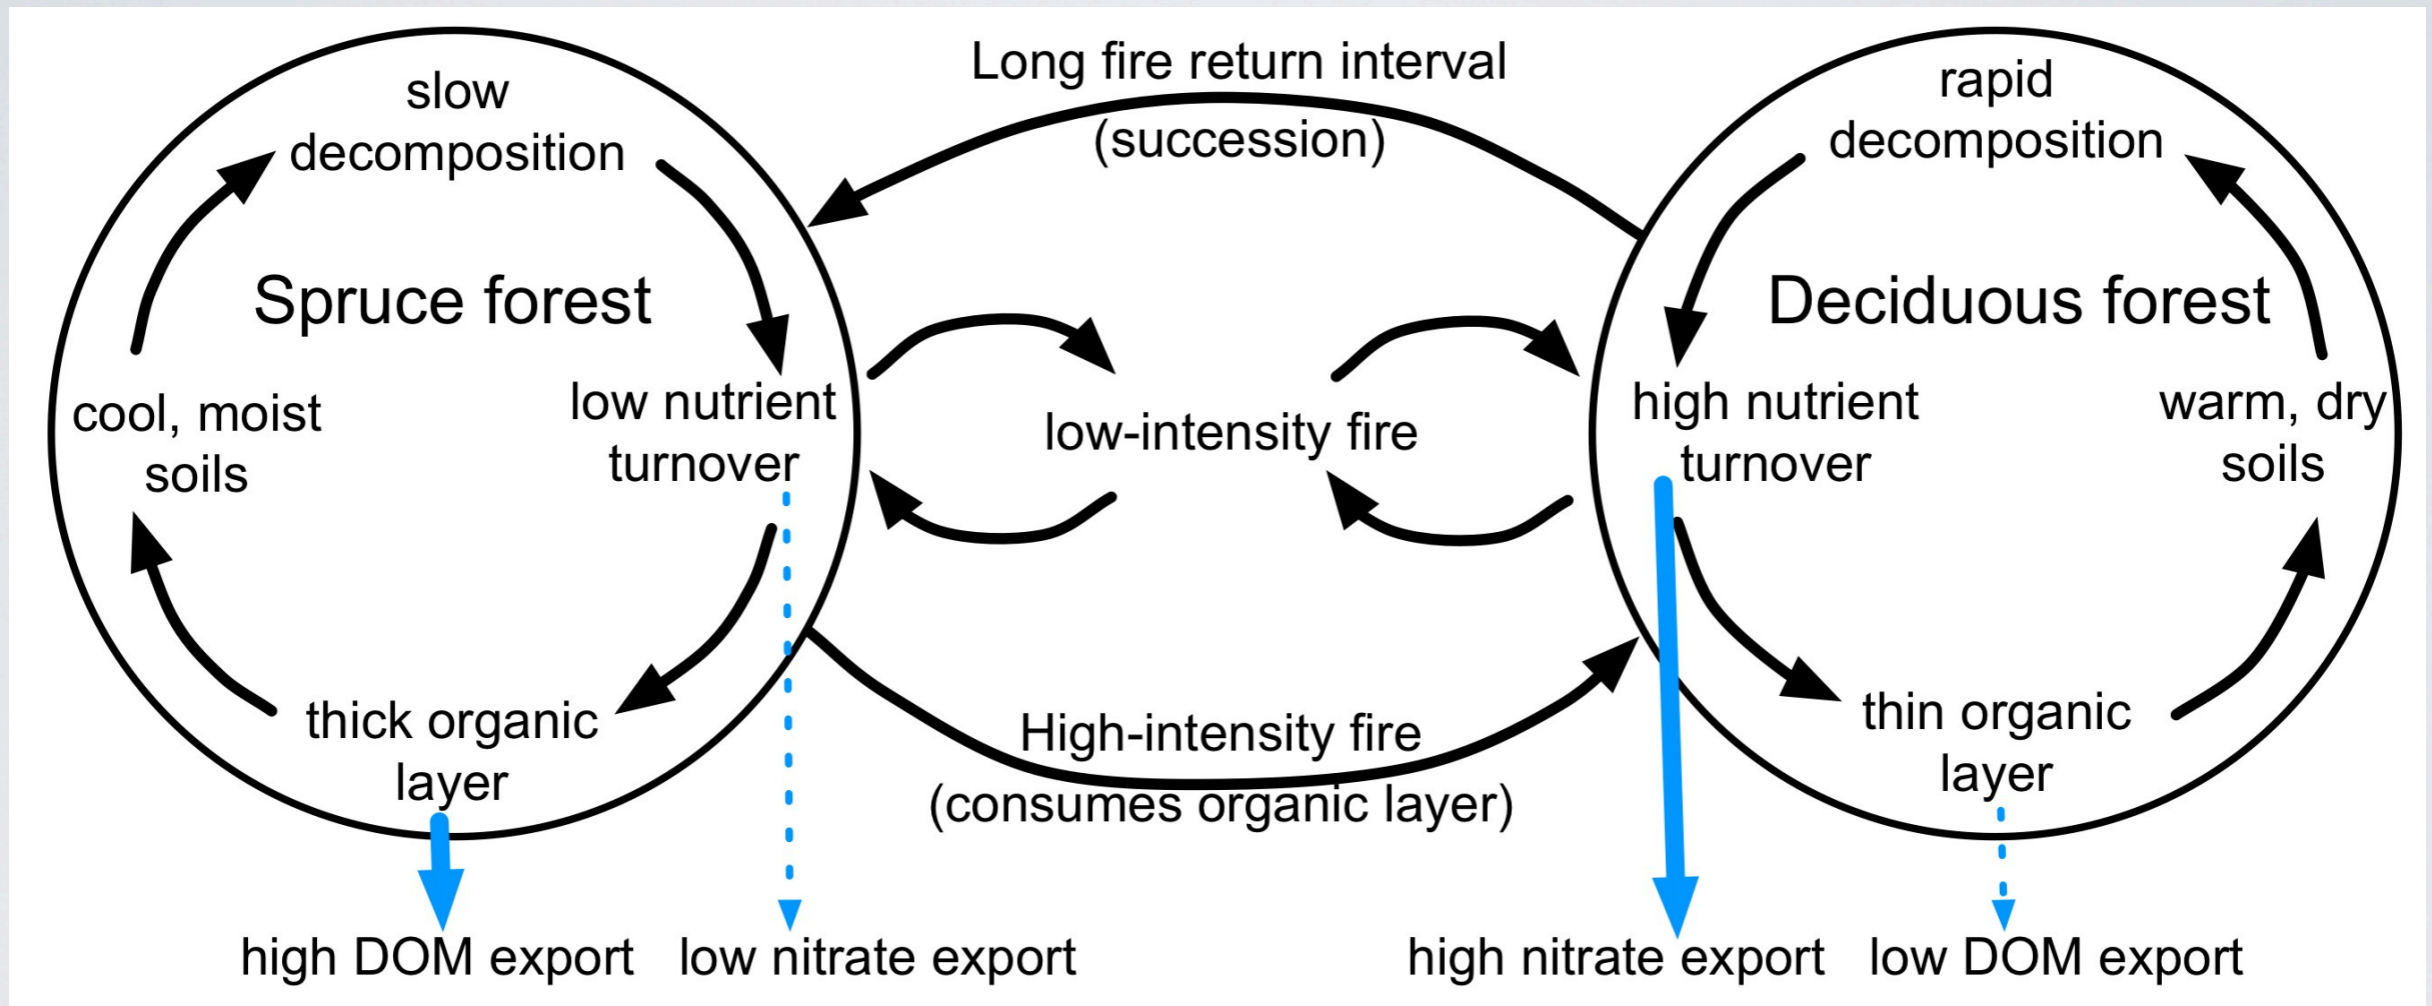 slow
decomposition
Spruce forest
cool, moist
soils
low nutrient
turnover
thick organic
layer
high DOM export
low nitrate export
Long fire return interval
(succession)
low-intensity fire
High-intensity fire
(consumes organic layer)
rapid
decomposition
Deciduous forest
high nutrient
turnover
warm, dry
soils
thin organic
layer
high nitrate export
low DOM export